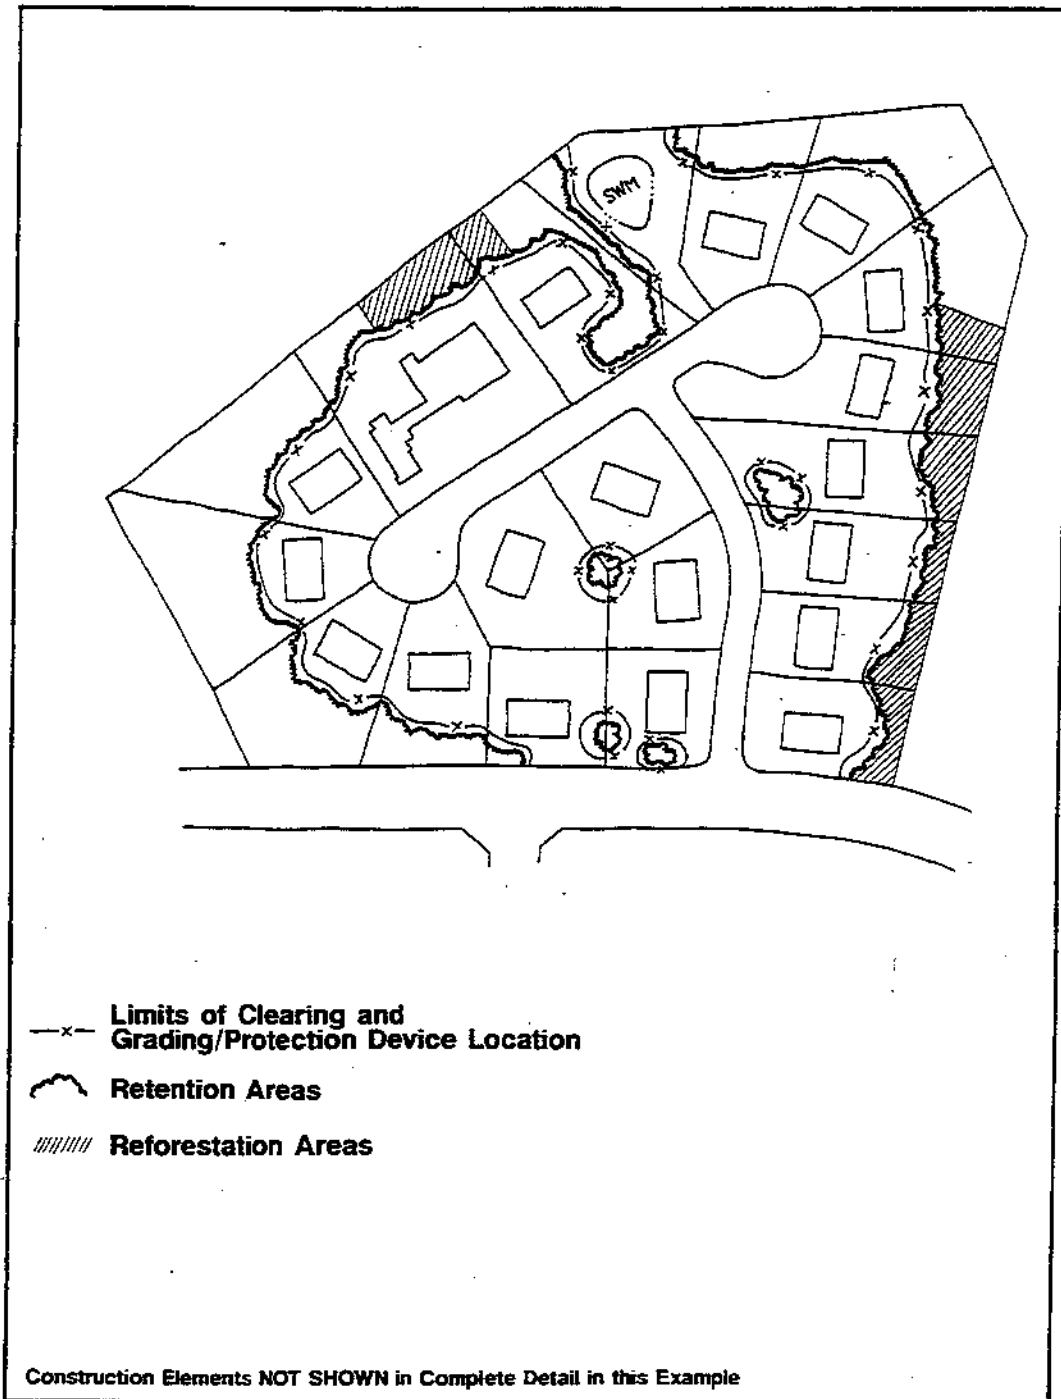 SWM
Limits of Clearing and
Grading/Protection Device Location
Retention Areas
Reforestation Areas
Construction Elements NOT SHOWN in Complete Detail in this Example